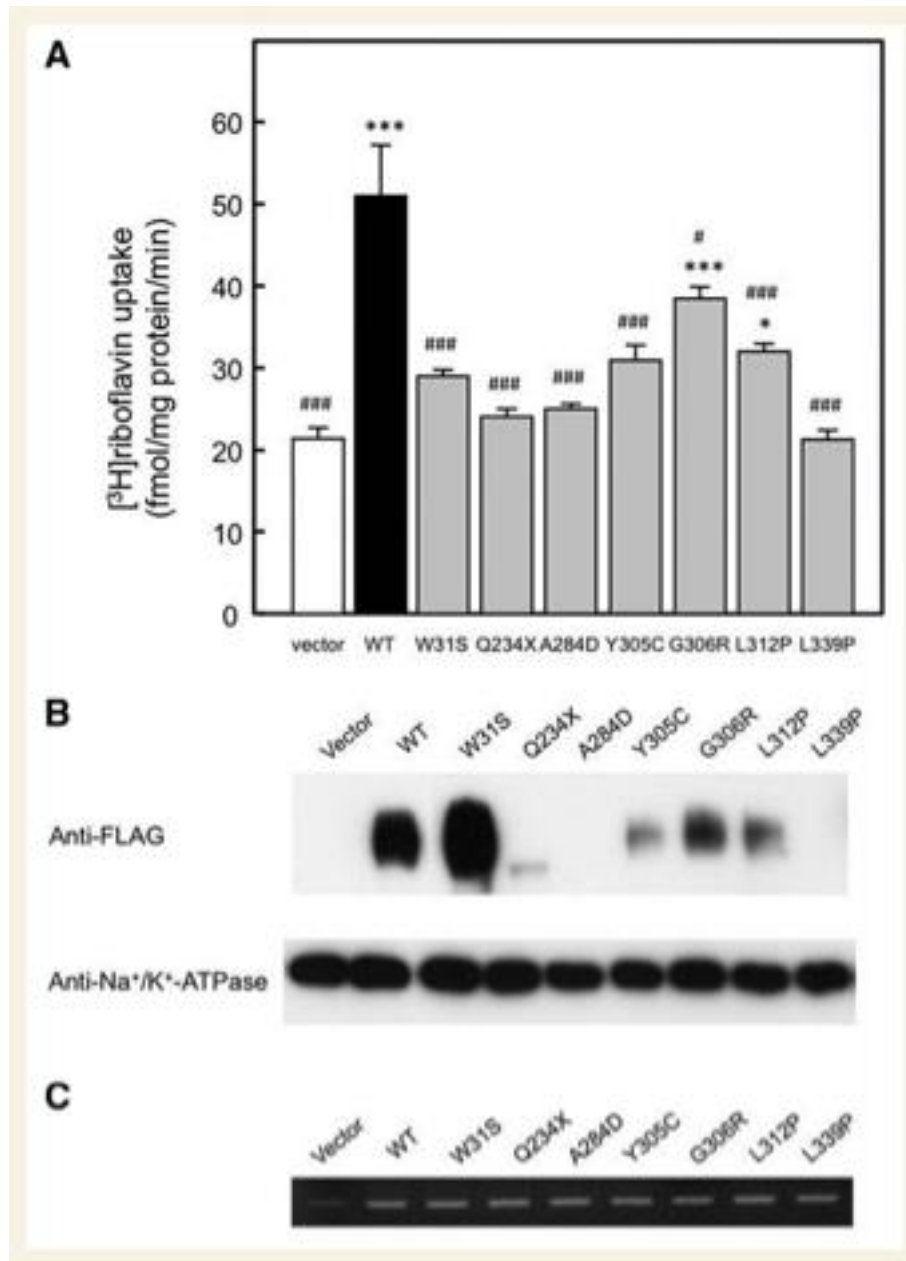 A
[³H]riboflavin uptake
(fmol/mg protein/min)
60
50
40
30
20
10
0
###
***
###
###
###
###
#
***
###
*
###
vector WT W31S Q234X A284D Y305C G306R L312P L339P
B
Vector WT W31S Q234X A284D Y305C G306R L312P L339P
Anti-FLAG
Anti-Na⁺/K⁺-ATPase
C
Vector WT W31S Q234X A284D Y305C G306R L312P L339P